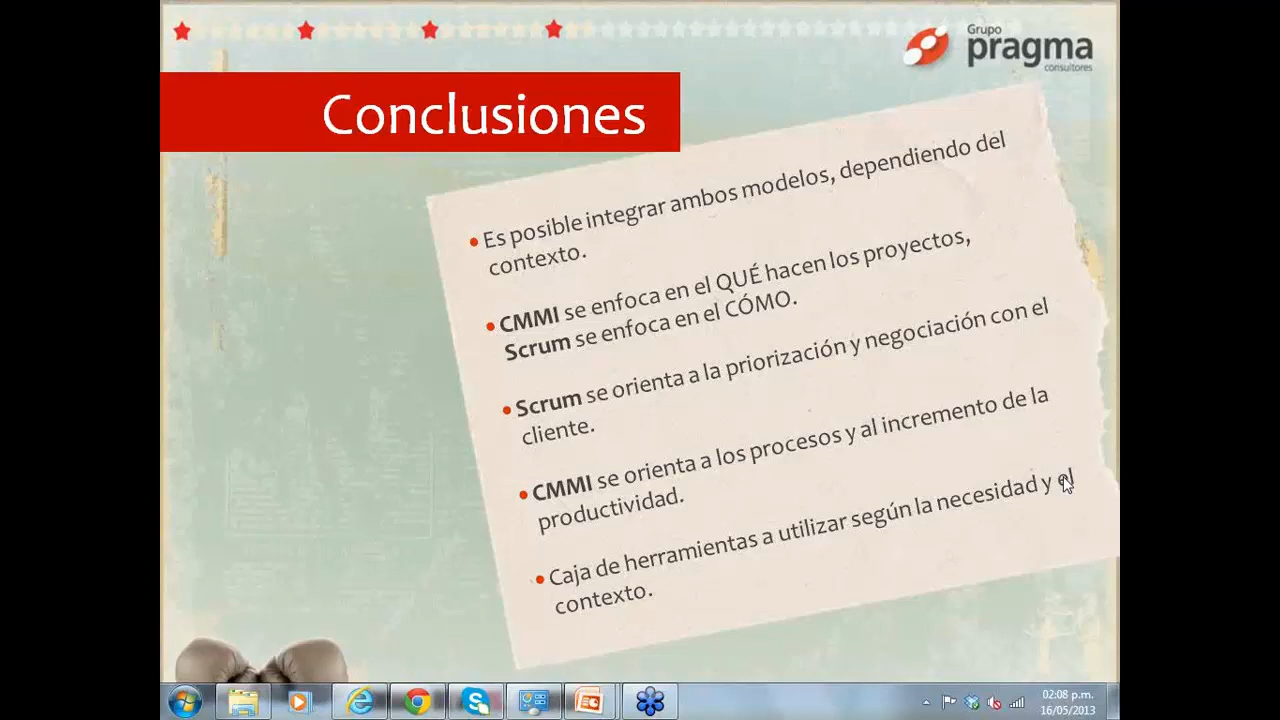 Grupo
pragma
consultores
Conclusiones
• Es posible integrar ambos modelos, dependiendo del
contexto.
• CMMI se enfoca en el QUÉ hacen los proyectos,
Scrum se enfoca en el CÓMO.
• Scrum se orienta a la priorización y negociación con el
cliente.
• CMMI se orienta a los procesos y al incremento de la
productividad.
• Caja de herramientas a utilizar según la necesidad y el
contexto.
02:08 p.m.
16/05/2013